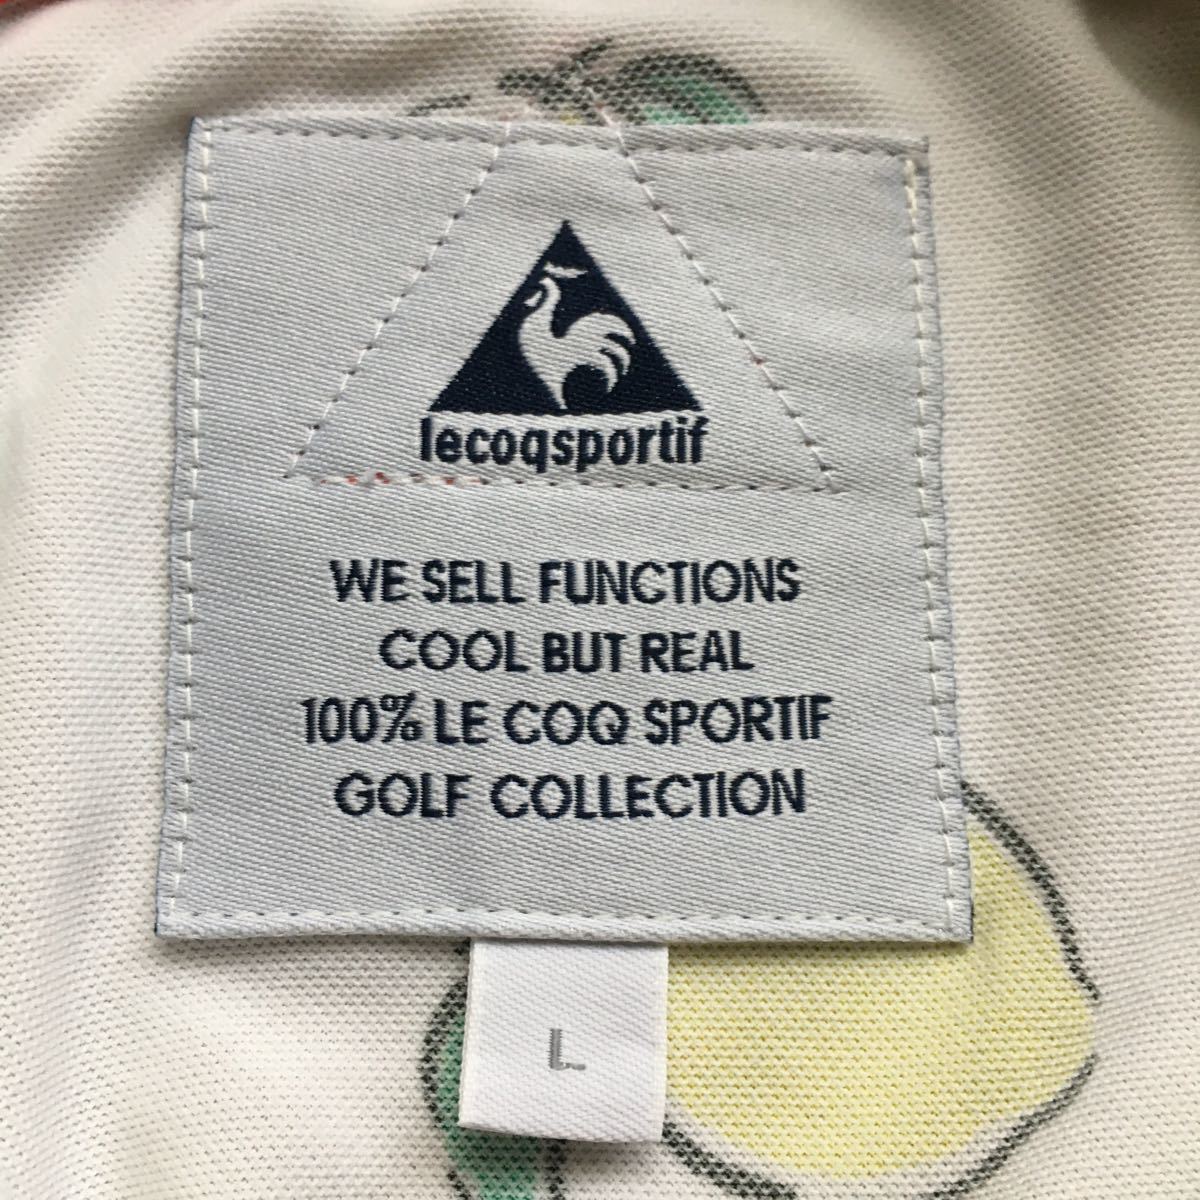 lecoqsportif
WE SELL FUNCTIONS
COOL BUT REAL
100% LE COQ SPORTIF
GOLF COLLECTION
L